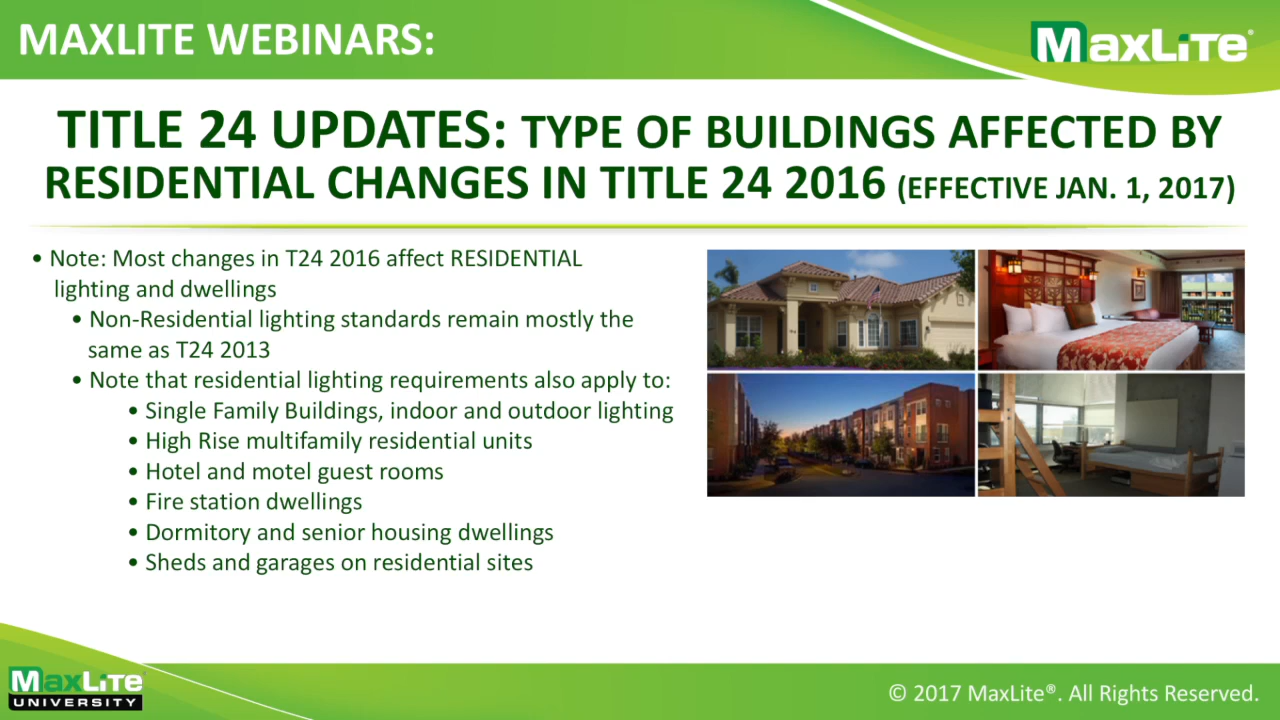 MAXLITE WEBINARS:
MAXLITE®
TITLE 24 UPDATES: TYPE OF BUILDINGS AFFECTED BY
RESIDENTIAL CHANGES IN TITLE 24 2016 (EFFECTIVE JAN. 1, 2017)
• Note: Most changes in T24 2016 affect RESIDENTIAL
lighting and dwellings
• Non-Residential lighting standards remain mostly the
same as T24 2013
• Note that residential lighting requirements also apply to:
• Single Family Buildings, indoor and outdoor lighting
• High Rise multifamily residential units
• Hotel and motel guest rooms
• Fire station dwellings
• Dormitory and senior housing dwellings
• Sheds and garages on residential sites
MAXLITE
UNIVERSITY
© 2017 MaxLite®. All Rights Reserved.